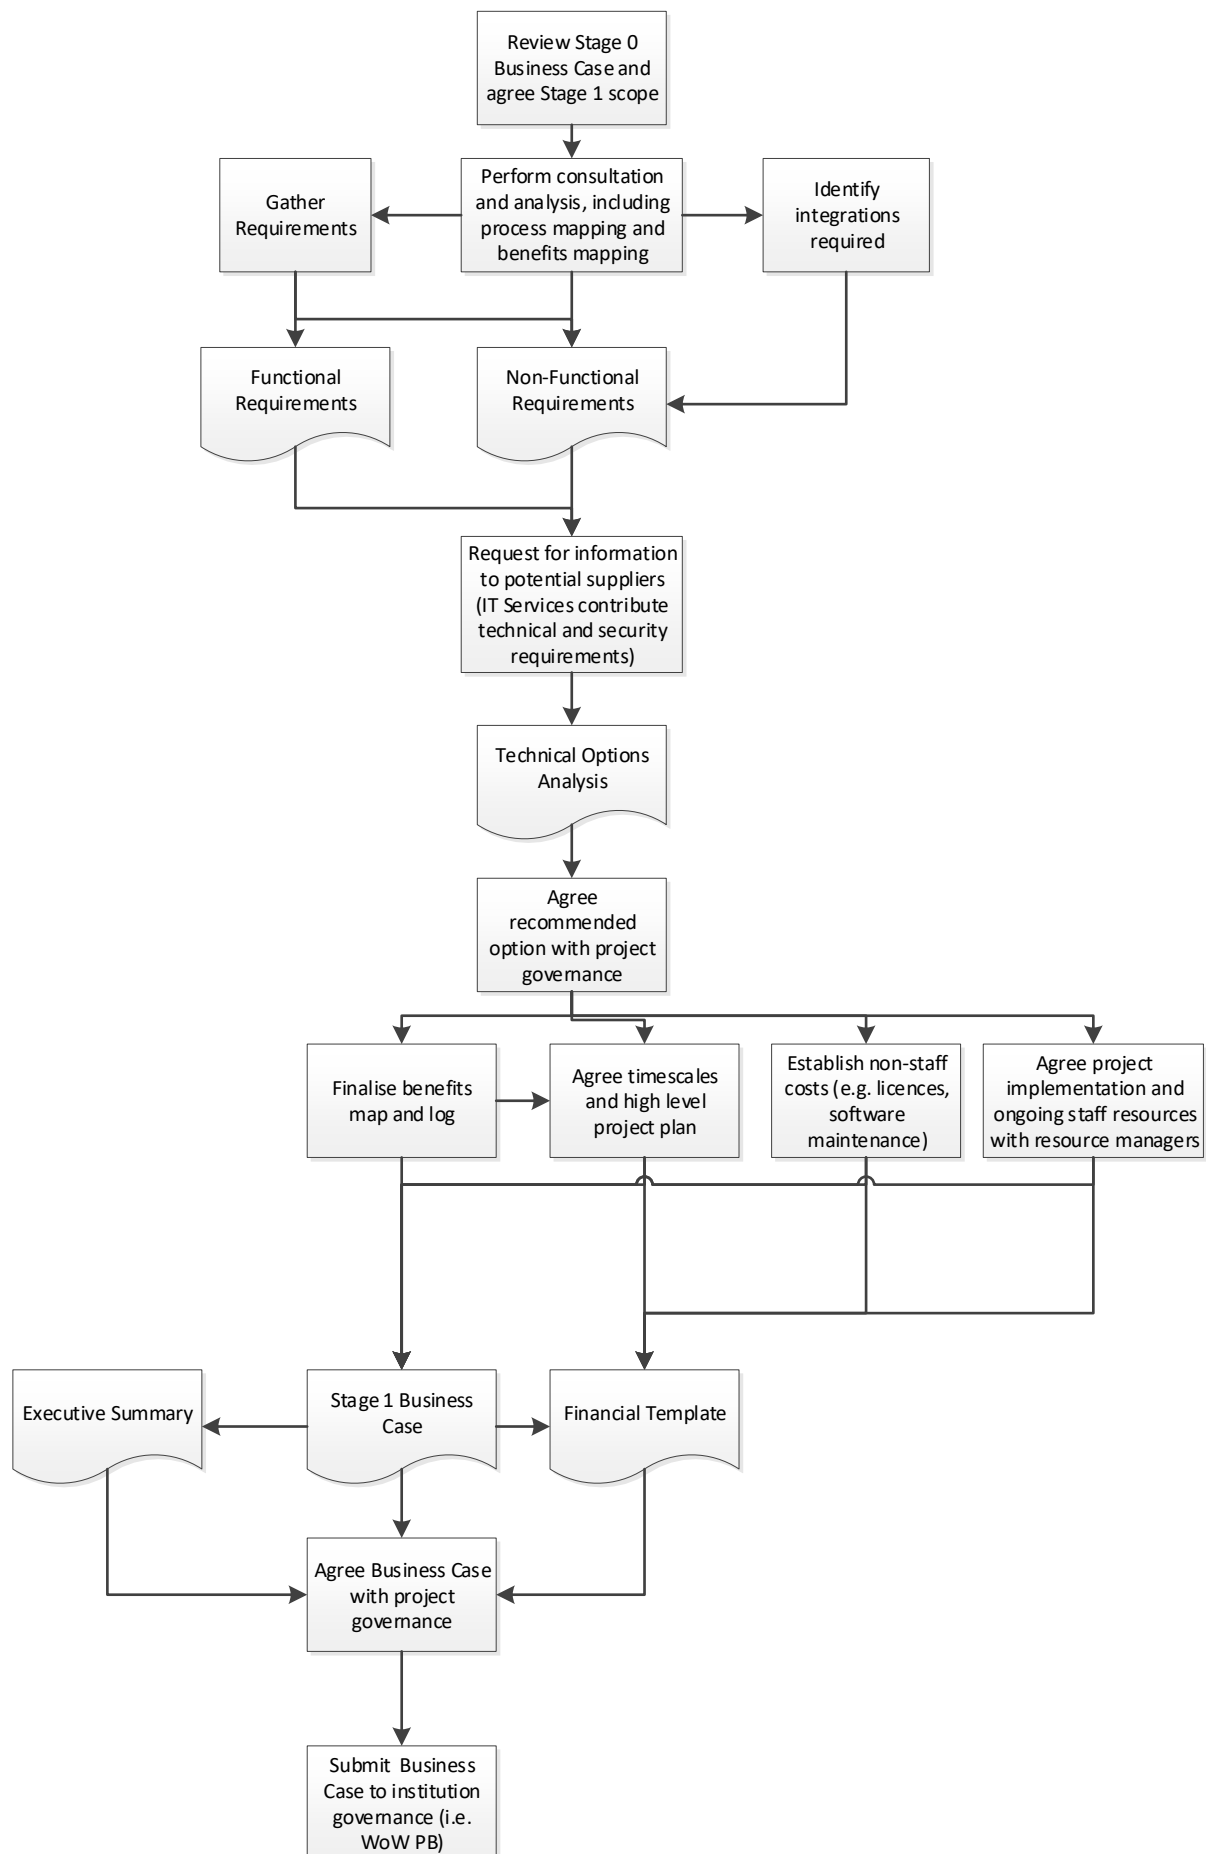 Review Stage 0
Business Case and
agree Stage 1 scope
Gather
Requirements
Perform consultation
and analysis, including
process mapping and
benefits mapping
Identify
integrations
required
Functional
Requirements
Non-Functional
Requirements
Request for information
to potential suppliers
(IT Services contribute
technical and security
requirements)
Technical Options
Analysis
Agree
recommended
option with project
governance
Finalise benefits
map and log
Agree timescales
and high level
project plan
Establish non-staff
costs (e.g. licences,
software
maintenance)
Agree project
implementation and
ongoing staff resources
with resource managers
Executive Summary
Stage 1 Business
Case
Financial Template
Agree Business Case
with project
governance
Submit Business
Case to institution
governance (i.e.
WoW PB)